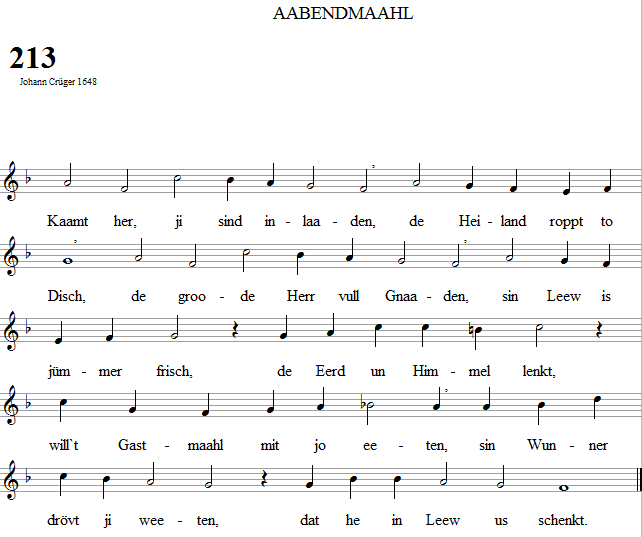 AABENDMAAHL
213
Johann Crüger 1648
Kaamt her, ji sind in - laa - den, de Hei - land roppt to
Disch, de groo - de Herr vull Gnaa - den, sin Leew is
jüm - mer frisch, de Eerd un Him - mel lenkt,
will`t Gast - maahl mit jo ee - ten, sin Wun - ner
drövt ji wee - ten, dat he in Leew us schenkt.